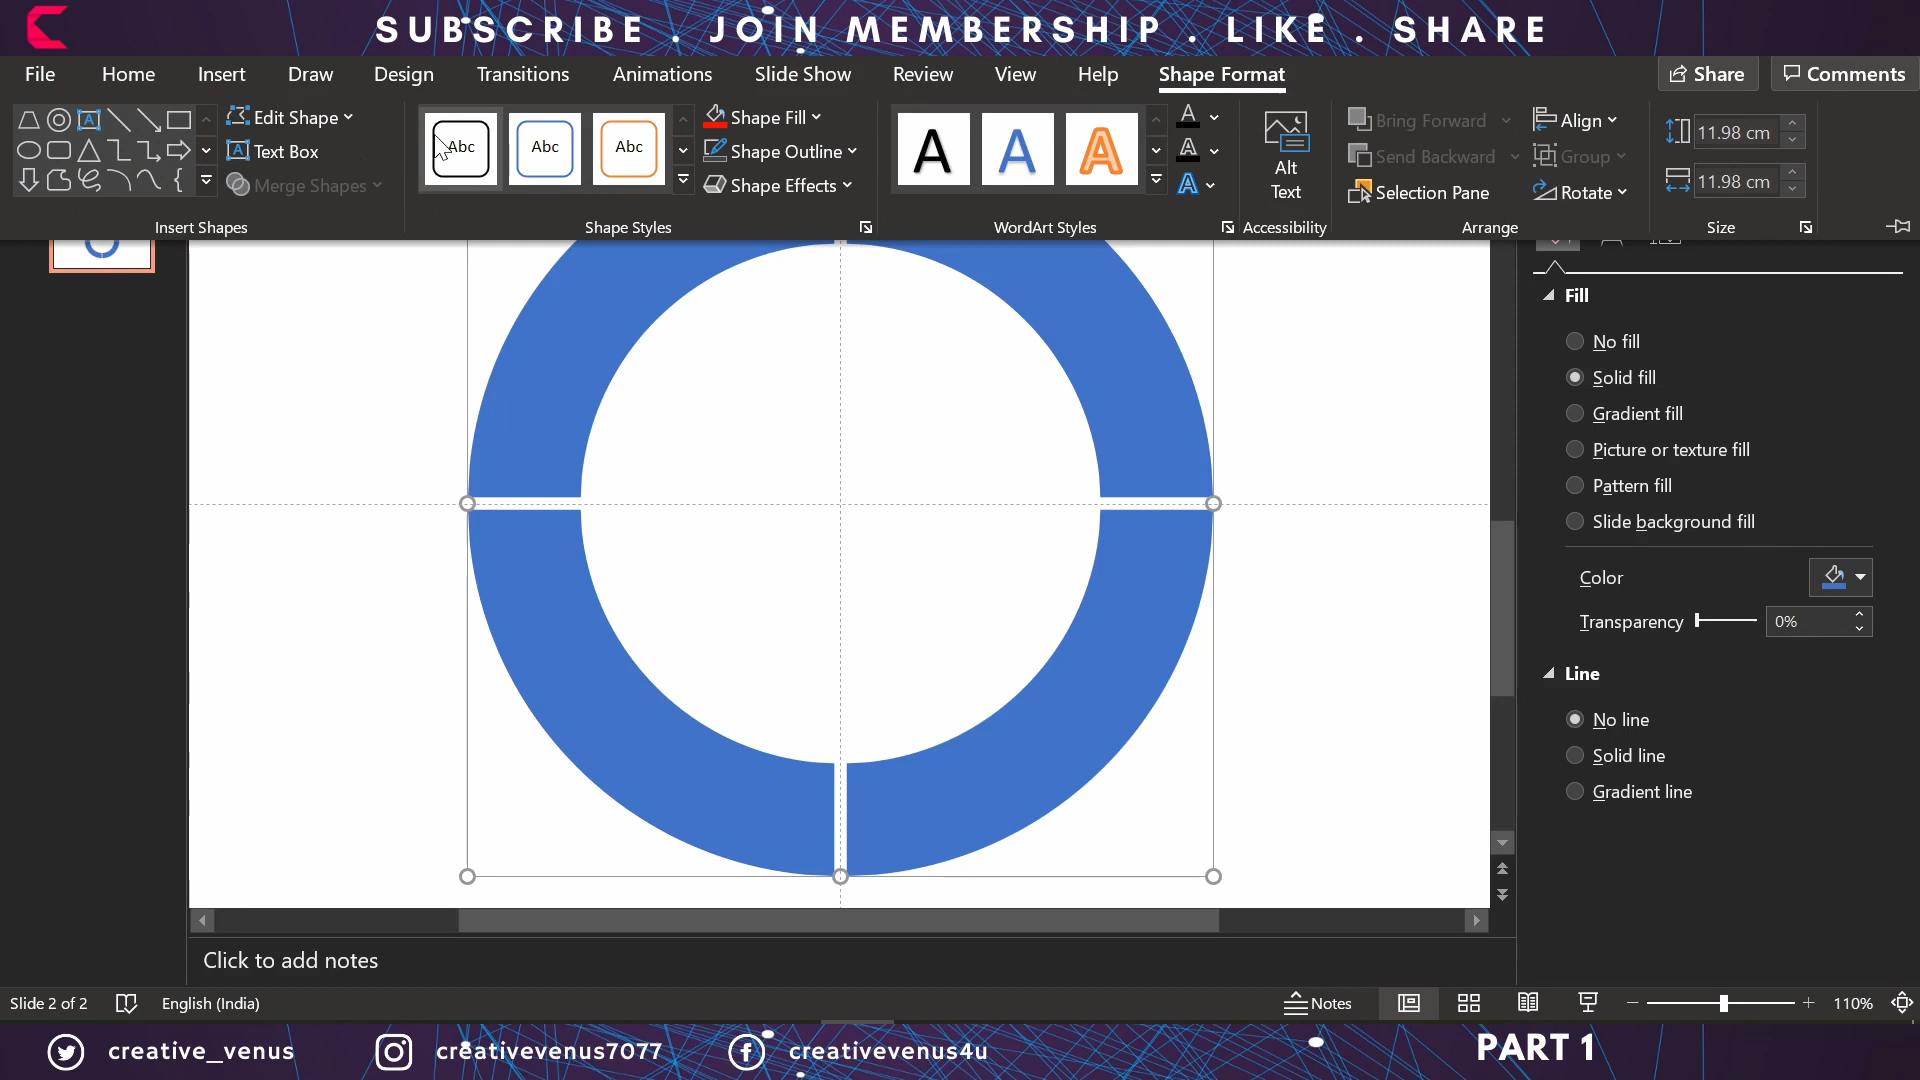 SUBSCRIBE . JOIN MEMBERSHIP . LIKE . SHARE
File Home Insert Draw Design Transitions Animations Slide Show Review View Help Shape Format Share Comments
Edit Shape
Text Box
Merge Shapes
Insert Shapes
Abc Abc Abc
Shape Fill
Shape Outline
Shape Effects
Shape Styles
A A A
WordArt Styles
Alt
Text
Accessibility
Bring Forward
Send Backward
Selection Pane
Align
Group
Rotate
Arrange
11.98 cm
11.98 cm
Size
Fill
No fill
Solid fill
Gradient fill
Picture or texture fill
Pattern fill
Slide background fill
Color
Transparency 0%
Line
No line
Solid line
Gradient line
Click to add notes
Slide 2 of 2 English (India) Notes 110%
creative_venus creativevenus7077 creativevenus4u PART 1